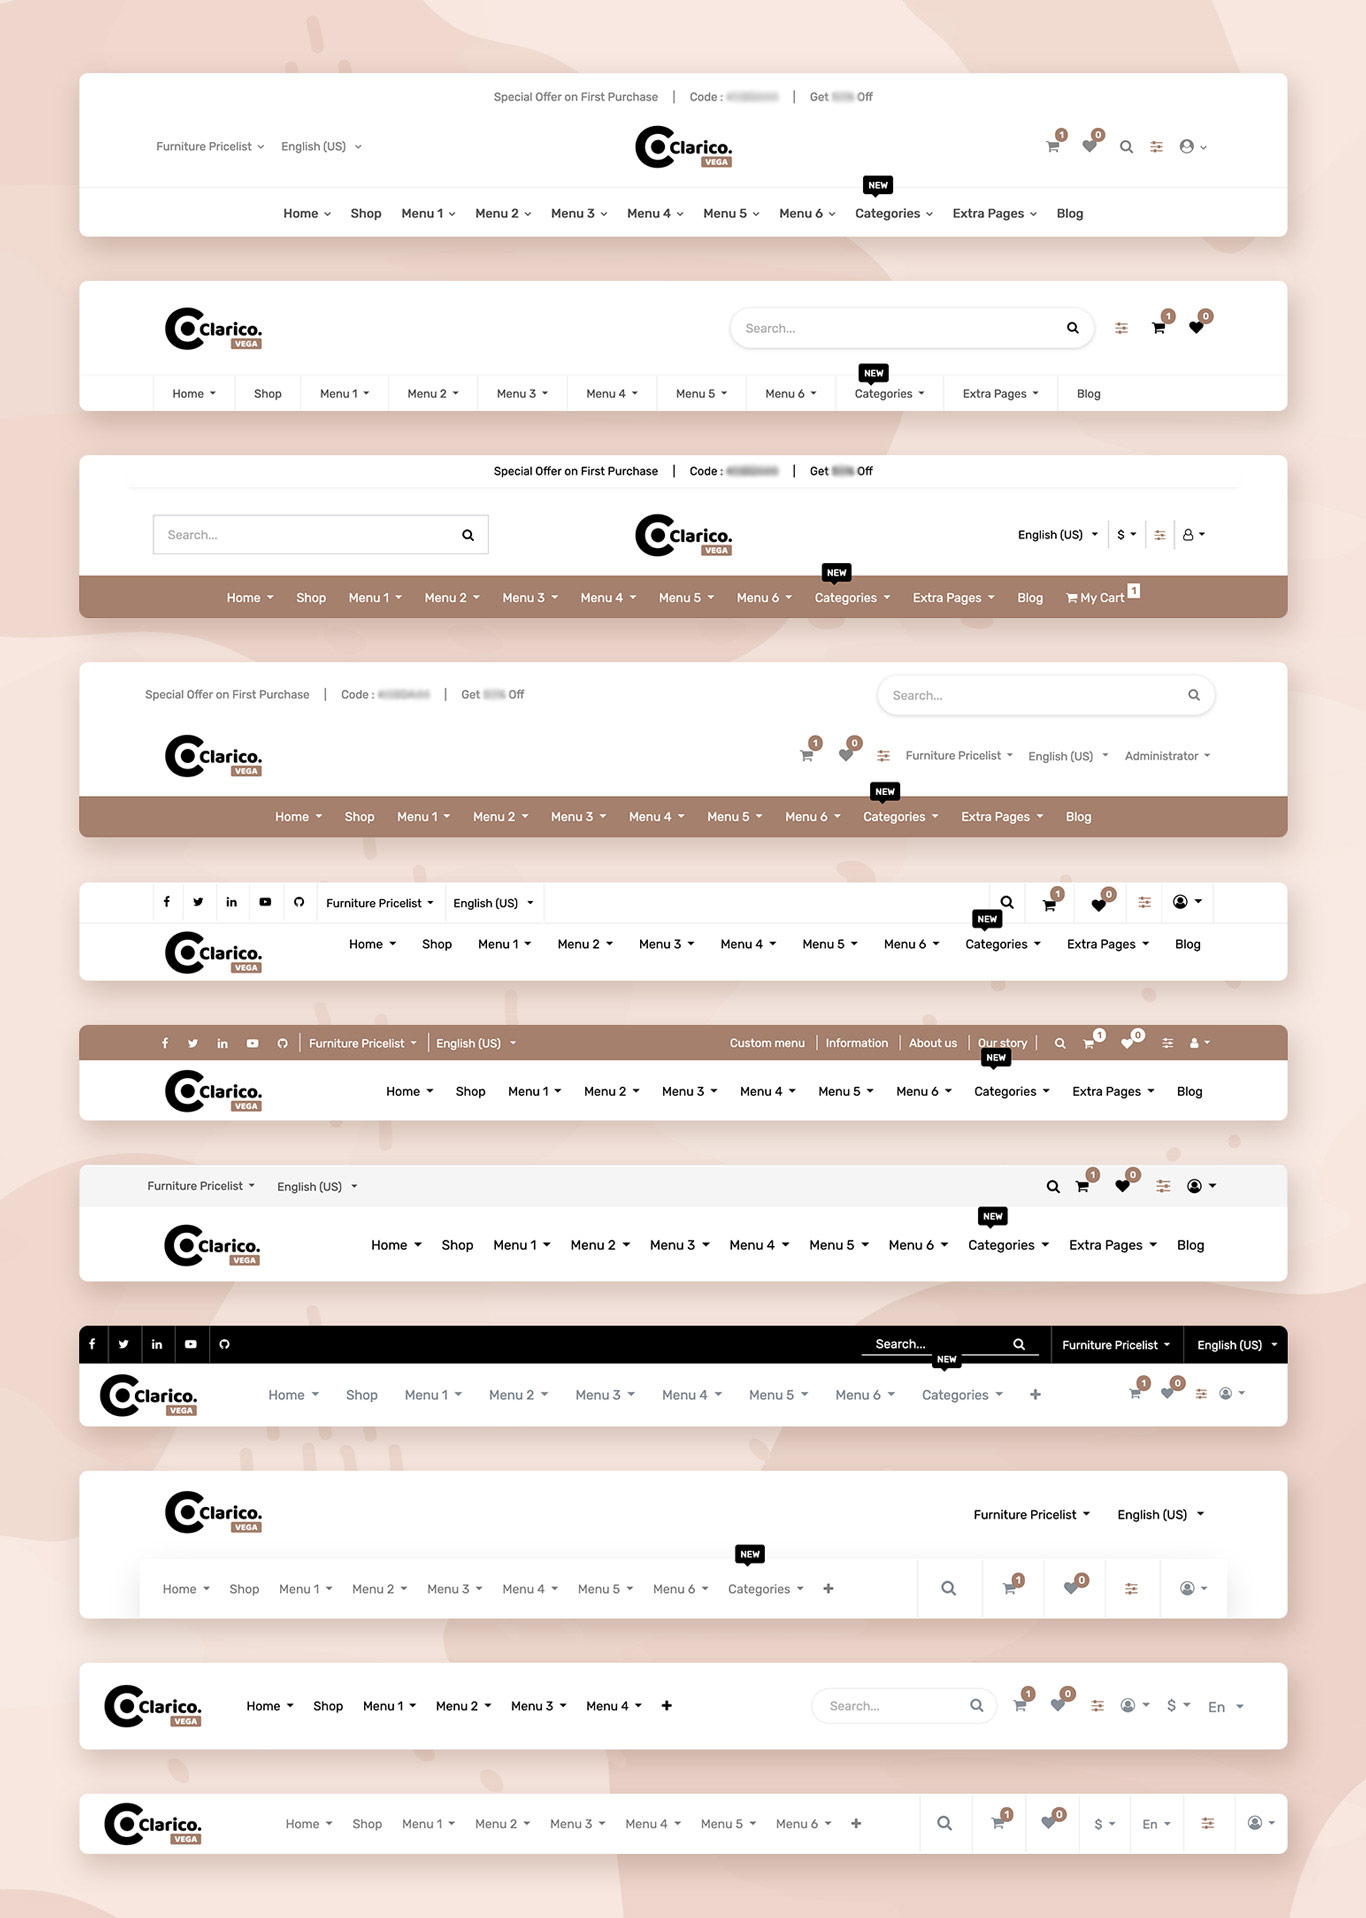 Special Offer on First Purchase | Code : | Get Off
Furniture Pricelist English (US) Clarico. 1 0
VEGA
NEW
Home Shop Menu 1 Menu 2 Menu 3 Menu 4 Menu 5 Menu 6 Categories Extra Pages Blog
Clarico. Search... 1 0
VEGA
NEW
Home Shop Menu 1 Menu 2 Menu 3 Menu 4 Menu 5 Menu 6 Categories Extra Pages Blog
Special Offer on First Purchase | Code : | Get Off
Search... Clarico. English (US) $
VEGA
NEW
Home Shop Menu 1 Menu 2 Menu 3 Menu 4 Menu 5 Menu 6 Categories Extra Pages Blog My Cart 1
Special Offer on First Purchase | Code : | Get Off Search...
Clarico. 1 0 Furniture Pricelist English (US) Administrator
VEGA
NEW
Home Shop Menu 1 Menu 2 Menu 3 Menu 4 Menu 5 Menu 6 Categories Extra Pages Blog
Furniture Pricelist English (US) 1 0
NEW
Clarico. Home Shop Menu 1 Menu 2 Menu 3 Menu 4 Menu 5 Menu 6 Categories Extra Pages Blog
VEGA
Furniture Pricelist English (US) Custom menu Information About us Our story 1 0
NEW
Clarico. Home Shop Menu 1 Menu 2 Menu 3 Menu 4 Menu 5 Menu 6 Categories Extra Pages Blog
VEGA
Furniture Pricelist English (US) 1 0
NEW
Clarico. Home Shop Menu 1 Menu 2 Menu 3 Menu 4 Menu 5 Menu 6 Categories Extra Pages Blog
VEGA
Search... Furniture Pricelist English (US)
NEW
Clarico. Home Shop Menu 1 Menu 2 Menu 3 Menu 4 Menu 5 Menu 6 Categories + 1 0
VEGA
Clarico. Furniture Pricelist English (US)
VEGA
NEW
Home Shop Menu 1 Menu 2 Menu 3 Menu 4 Menu 5 Menu 6 Categories + 1 0
Clarico. Home Shop Menu 1 Menu 2 Menu 3 Menu 4 + Search... 1 0 $ En
VEGA
Clarico. Home Shop Menu 1 Menu 2 Menu 3 Menu 4 Menu 5 Menu 6 + 1 0 $ En
VEGA